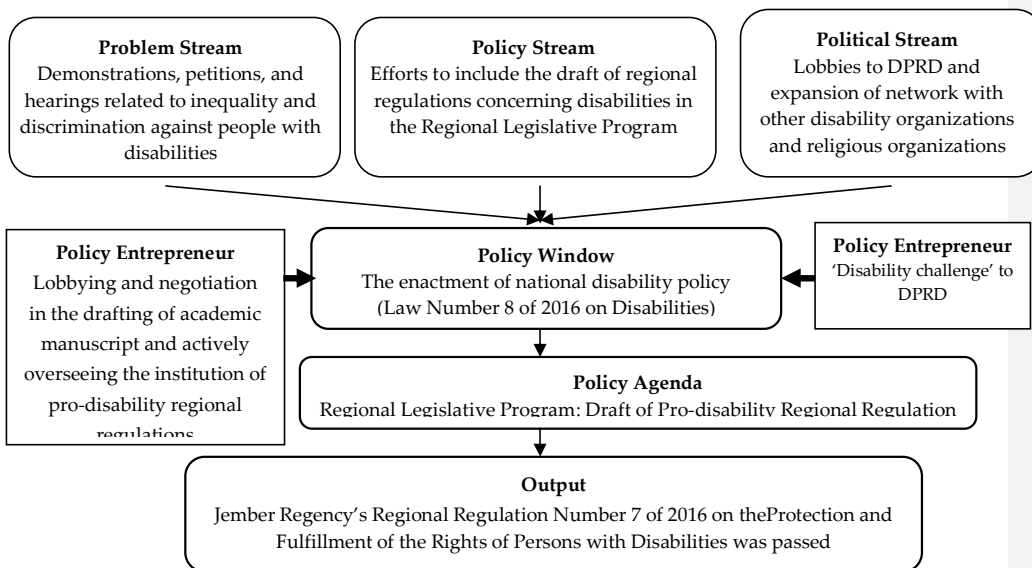 Problem Stream
Demonstrations, petitions, and
hearings related to inequality and
discrimination against people with
disabilities
Policy Stream
Efforts to include the draft of regional
regulations concerning disabilities in
the Regional Legislative Program
Political Stream
Lobbies to DPRD and
expansion of network with
other disability organizations
and religious organizations
Policy Entrepreneur
Lobbying and negotiation
in the drafting of academic
manuscript and actively
overseeing the institution of
pro-disability regional
regulations
Policy Window
The enactment of national disability policy
(Law Number 8 of 2016 on Disabilities)
Policy Entrepreneur
‘Disability challenge’ to
DPRD
Policy Agenda
Regional Legislative Program: Draft of Pro-disability Regional Regulation
Output
Jember Regency’s Regional Regulation Number 7 of 2016 on theProtection and
Fulfillment of the Rights of Persons with Disabilities was passed